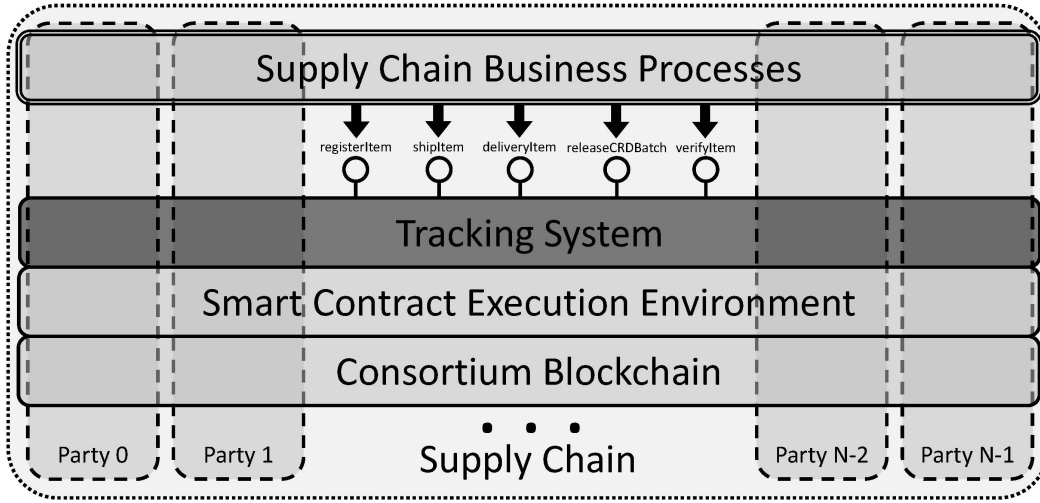 Supply Chain Business Processes
registerItem shipItem deliveryItem releaseCRDBatch verifyItem
Tracking System
Smart Contract Execution Environment
Consortium Blockchain
• • •
Party 0 Party 1 Supply Chain Party N-2 Party N-1